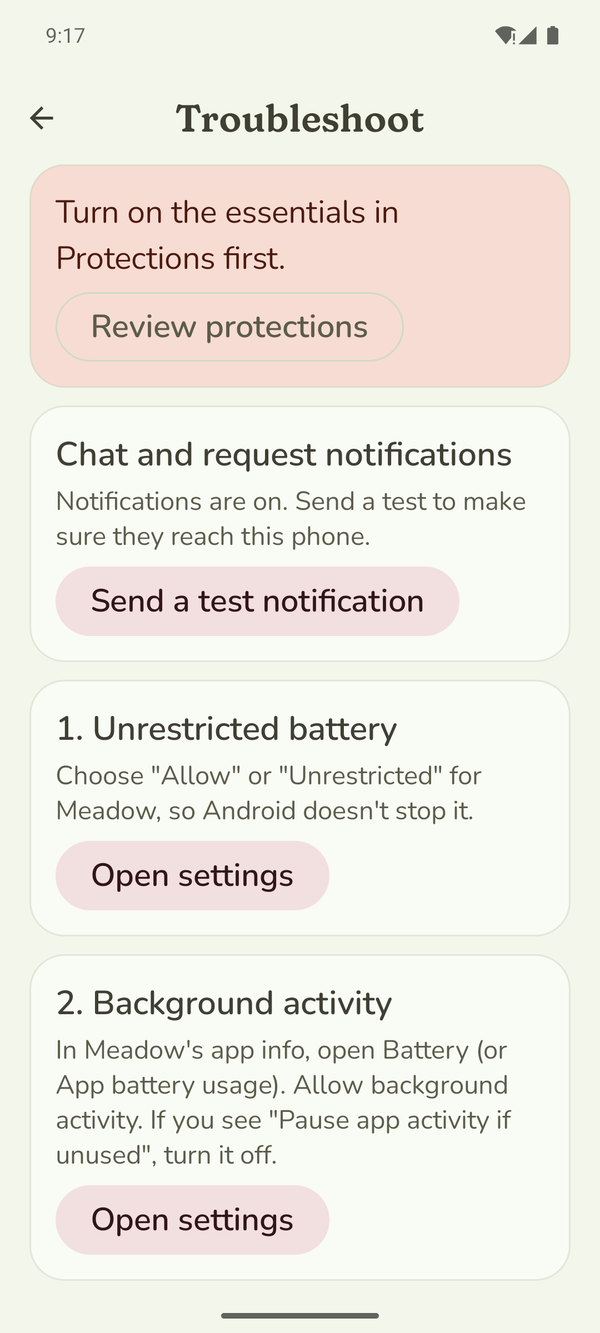 9:17
Troubleshoot
Turn on the essentials in
Protections first.
Review protections
Chat and request notifications
Notifications are on. Send a test to make
sure they reach this phone.
Send a test notification
1. Unrestricted battery
Choose "Allow" or "Unrestricted" for
Meadow, so Android doesn't stop it.
Open settings
2. Background activity
In Meadow's app info, open Battery (or
App battery usage). Allow background
activity. If you see "Pause app activity if
unused", turn it off.
Open settings